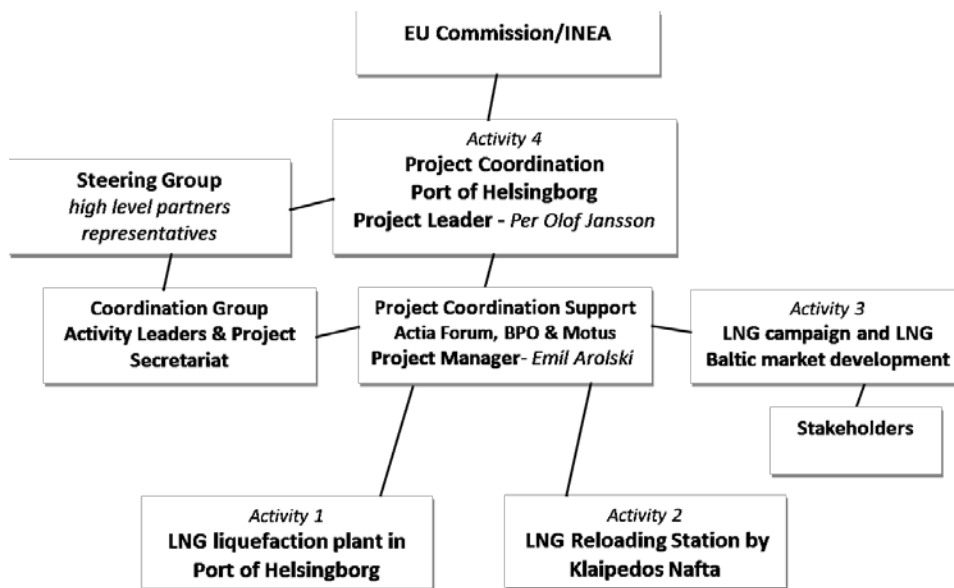 EU Commission/INEA
Activity 4
Project Coordination
Port of Helsingborg
Project Leader - Per Olof Jansson
Steering Group
high level partners
representatives
Coordination Group
Activity Leaders & Project
Secretariat
Project Coordination Support
Actia Forum, BPO & Motus
Project Manager- Emil Arolski
Activity 3
LNG campaign and LNG
Baltic market development
Stakeholders
Activity 1
LNG liquefaction plant in
Port of Helsingborg
Activity 2
LNG Reloading Station by
Klaipedos Nafta